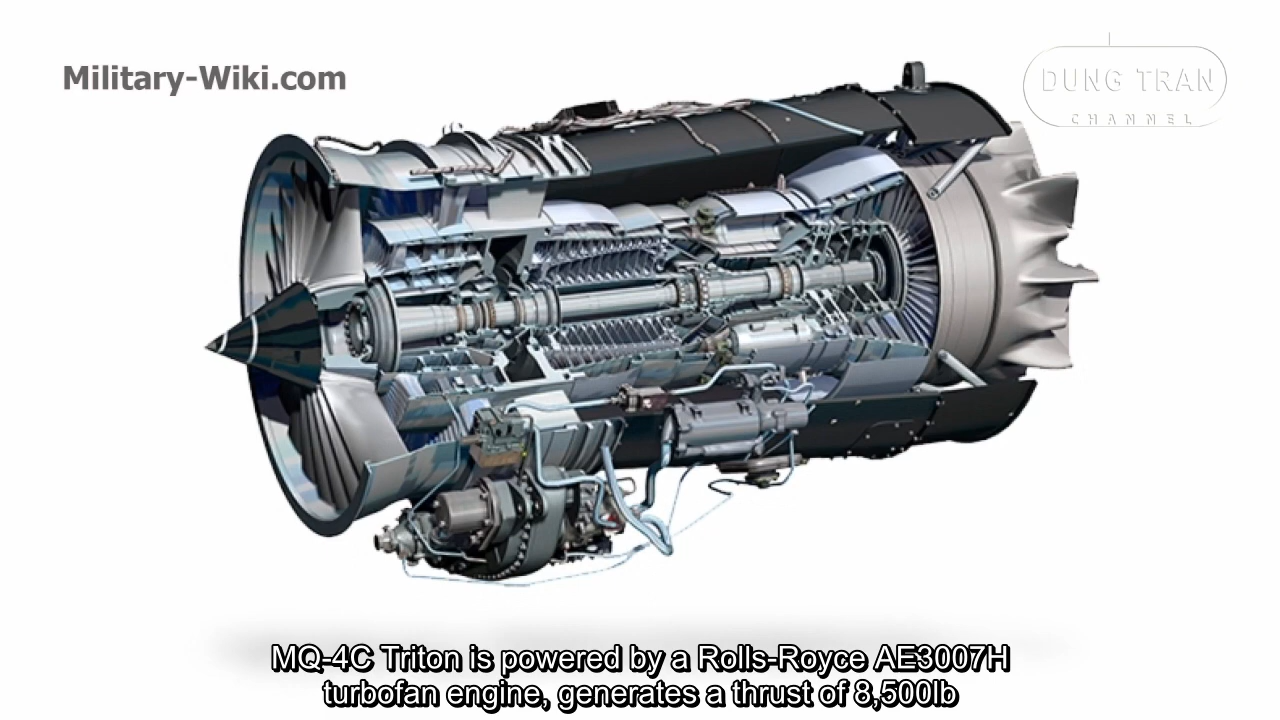 Military-Wiki.com
DUNG TRAN
CHANNEL
MQ-4C Triton is powered by a Rolls-Royce AE3007H
turbofan engine, generates a thrust of 8,500lb